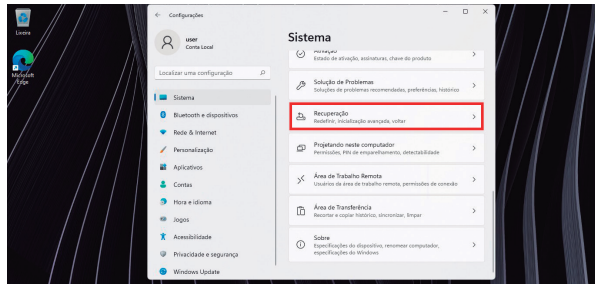 Lixeira
Microsoft
Edge
Configurações
user
Conta Local
Localizar uma configuração
Sistema
Bluetooth e dispositivos
Rede & Internet
Personalização
Aplicativos
Contas
Hora e idioma
Jogos
Acessibilidade
Privacidade e segurança
Windows Update
Sistema
Ativação
Estado de ativação, assinaturas, chave do produto
Solução de Problemas
Soluções de problemas recomendadas, preferências, histórico
Recuperação
Redefinir, inicialização avançada, voltar
Projetando neste computador
Permissões, PIN de emparelhamento, detectabilidade
Área de Trabalho Remota
Usuários da área de trabalho remota, permissões de conexão
Área de Transferência
Recortar e copiar histórico, sincronizar, limpar
Sobre
Especificações do dispositivo, renomear computador,
especificações do Windows